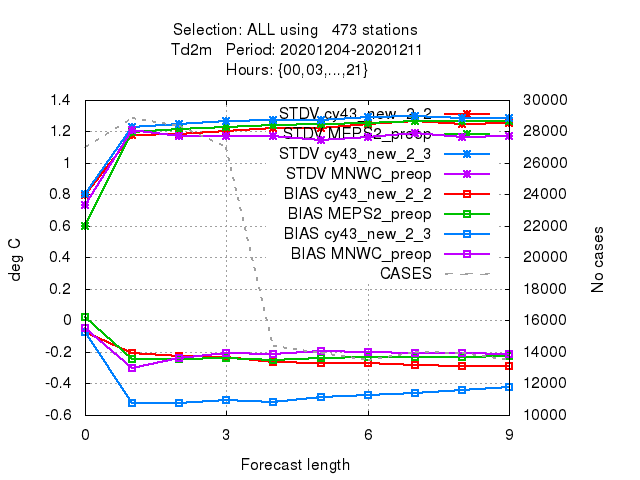 Selection: ALL using   473 stations
Td2m   Period: 20201204-20201211
Hours: {00,03,...,21}
1.4
1.2
1
0.8
0.6
0.4
0.2
0
-0.2
-0.4
-0.6
deg C
STDV cy43_new_2_2
STDV MEPS2_preop
STDV cy43_new_2_3
STDV MNWC_preop
BIAS cy43_new_2_2
BIAS MEPS2_preop
BIAS cy43_new_2_3
BIAS MNWC_preop
CASES
30000
28000
26000
24000
22000
20000
18000
16000
14000
12000
10000
No cases
0 3 6 9
Forecast length